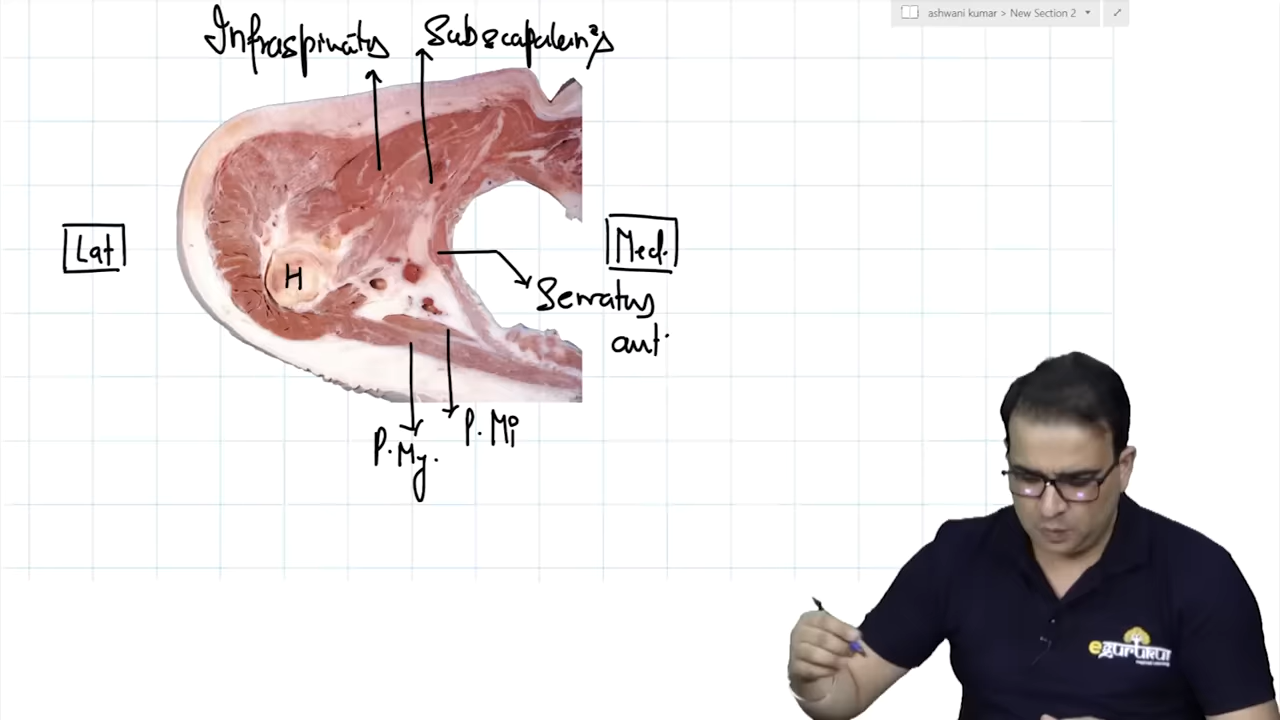 ashwani kumar > New Section 2
Infraspinatus
Subscapularis
Lat
H
Med.
Serratus
ant.
P. Mi
P. My.
egurukul